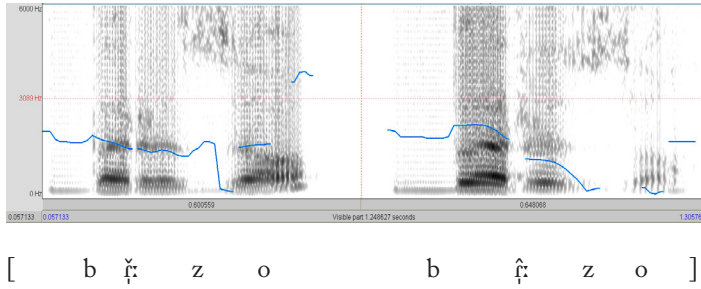 6000 Hz
3080 Hz
0 Hz
0.600559 0.648068
0.057133 0.057133 Visible part 1.248627 seconds 1.30576
[ b ř̩ː z o b r̩̂ː z o ]